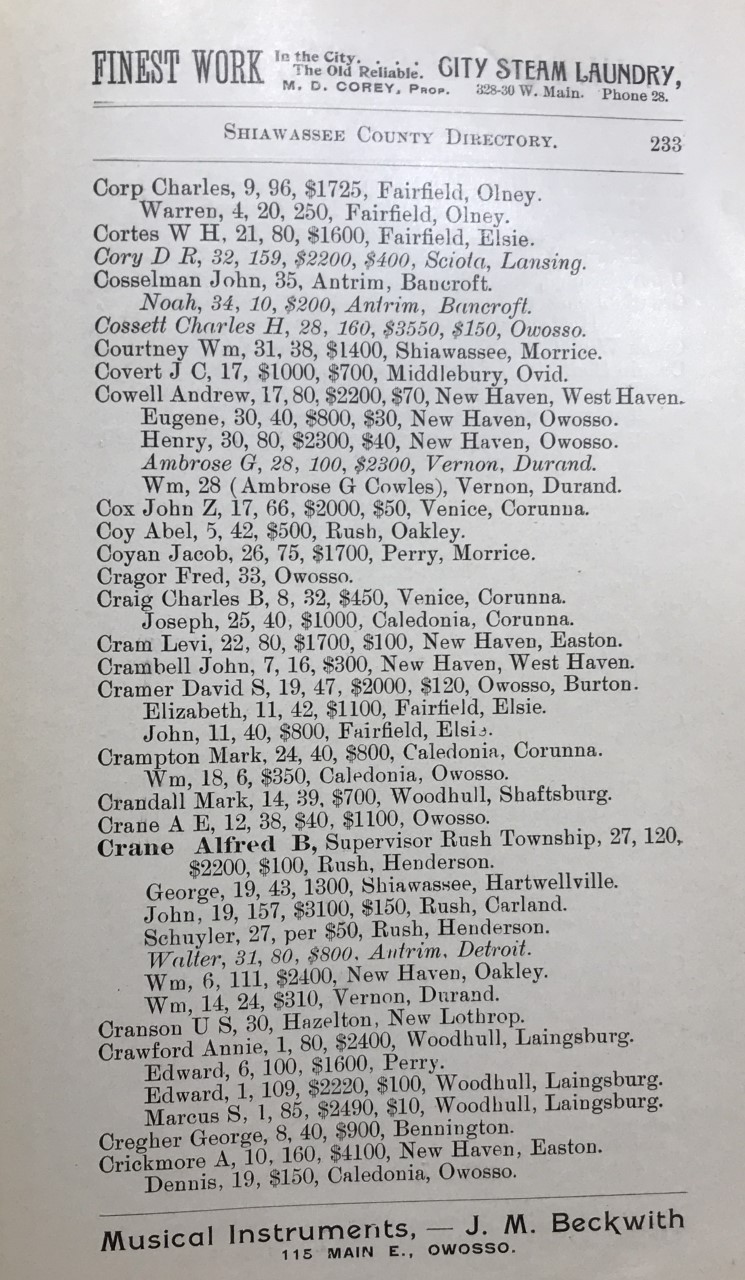 FINEST WORK In the City. . . . . The Old Reliable. CITY STEAM LAUNDRY,
M. D. COREY, PROP. 328-30 W. Main. Phone 28.
SHIAWASSEE COUNTY DIRECTORY. 233
Corp Charles, 9, 96, $1725, Fairfield, Olney.
Warren, 4, 20, 250, Fairfield, Olney.
Cortes W H, 21, 80, $1600, Fairfield, Elsie.
Cory D R, 32, 159, $2200, $400, Sciota, Lansing.
Cosselman John, 35, Antrim, Bancroft.
Noah, 34, 10, $200, Antrim, Bancroft.
Cossett Charles H, 28, 160, $3550, $150, Owosso.
Courtney Wm, 31, 38, $1400, Shiawassee, Morrice.
Covert J C, 17, $1000, $700, Middlebury, Ovid.
Cowell Andrew, 17, 80, $2200, $70, New Haven, West Haven.
Eugene, 30, 40, $800, $30, New Haven, Owosso.
Henry, 30, 80, $2300, $40, New Haven, Owosso.
Ambrose G, 28, 100, $2300, Vernon, Durand.
Wm, 28 (Ambrose G Cowles), Vernon, Durand.
Cox John Z, 17, 66, $2000, $50, Venice, Corunna.
Coy Abel, 5, 42, $500, Rush, Oakley.
Coyan Jacob, 26, 75, $1700, Perry, Morrice.
Cragor Fred, 33, Owosso.
Craig Charles B, 8, 32, $450, Venice, Corunna.
Joseph, 25, 40, $1000, Caledonia, Corunna.
Cram Levi, 22, 80, $1700, $100, New Haven, Easton.
Crambell John, 7, 16, $300, New Haven, West Haven.
Cramer David S, 19, 47, $2000, $120, Owosso, Burton.
Elizabeth, 11, 42, $1100, Fairfield, Elsie.
John, 11, 40, $800, Fairfield, Elsie.
Crampton Mark, 24, 40, $800, Caledonia, Corunna.
Wm, 18, 6, $350, Caledonia, Owosso.
Crandall Mark, 14, 39, $700, Woodhull, Shaftsburg.
Crane A E, 12, 38, $40, $1100, Owosso.
Crane Alfred B, Supervisor Rush Township, 27, 120,
$2200, $100, Rush, Henderson.
George, 19, 43, 1300, Shiawassee, Hartwellville.
John, 19, 157, $3100, $150, Rush, Carland.
Schuyler, 27, per $50, Rush, Henderson.
Walter, 31, 80, $800, Antrim, Detroit.
Wm, 6, 111, $2400, New Haven, Oakley.
Wm, 14, 24, $310, Vernon, Durand.
Cranson U S, 30, Hazelton, New Lothrop.
Crawford Annie, 1, 80, $2400, Woodhull, Laingsburg.
Edward, 6, 100, $1600, Perry.
Edward, 1, 109, $2220, $100, Woodhull, Laingsburg.
Marcus S, 1, 85, $2490, $10, Woodhull, Laingsburg.
Cregher George, 8, 40, $900, Bennington.
Crickmore A, 10, 160, $4100, New Haven, Easton.
Dennis, 19, $150, Caledonia, Owosso.
Musical Instruments, — J. M. Beckwith
115 MAIN E., OWOSSO.